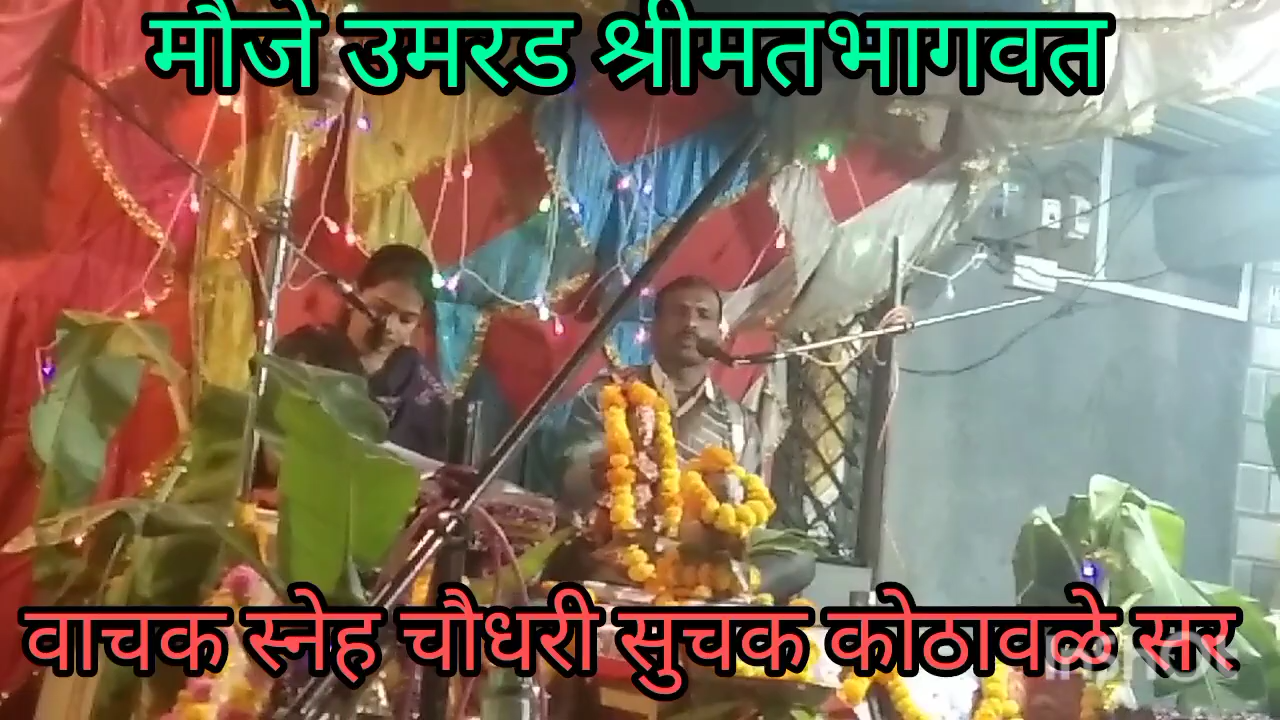 मौजे उमरड श्रीमतभागवत
वाचक स्नेह चौधरी सुचक कोठावळे सर